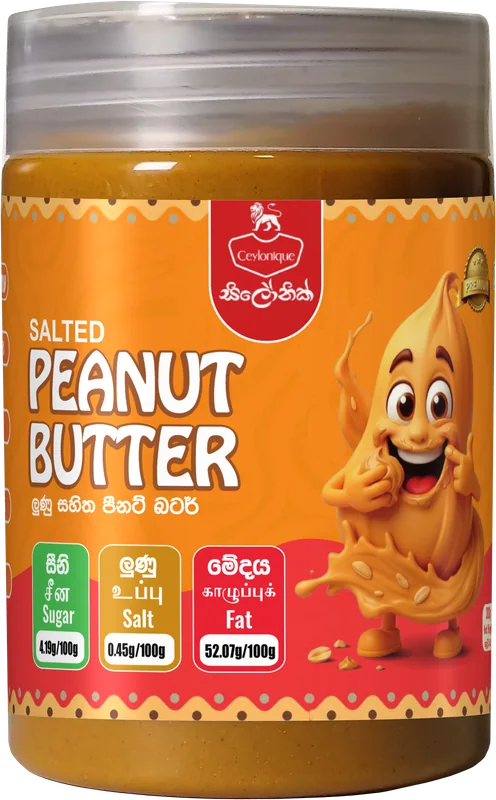 Ceylonique
සිලෝනික්
SALTED
PEANUT
BUTTER
ලුණු සහිත පීනට් බටර්
සීනි
சீனி
Sugar
4.19g/100g
ලුණු
உப்பு
Salt
0.45g/100g
මේදය
காழுப்புக்
Fat
52.07g/100g